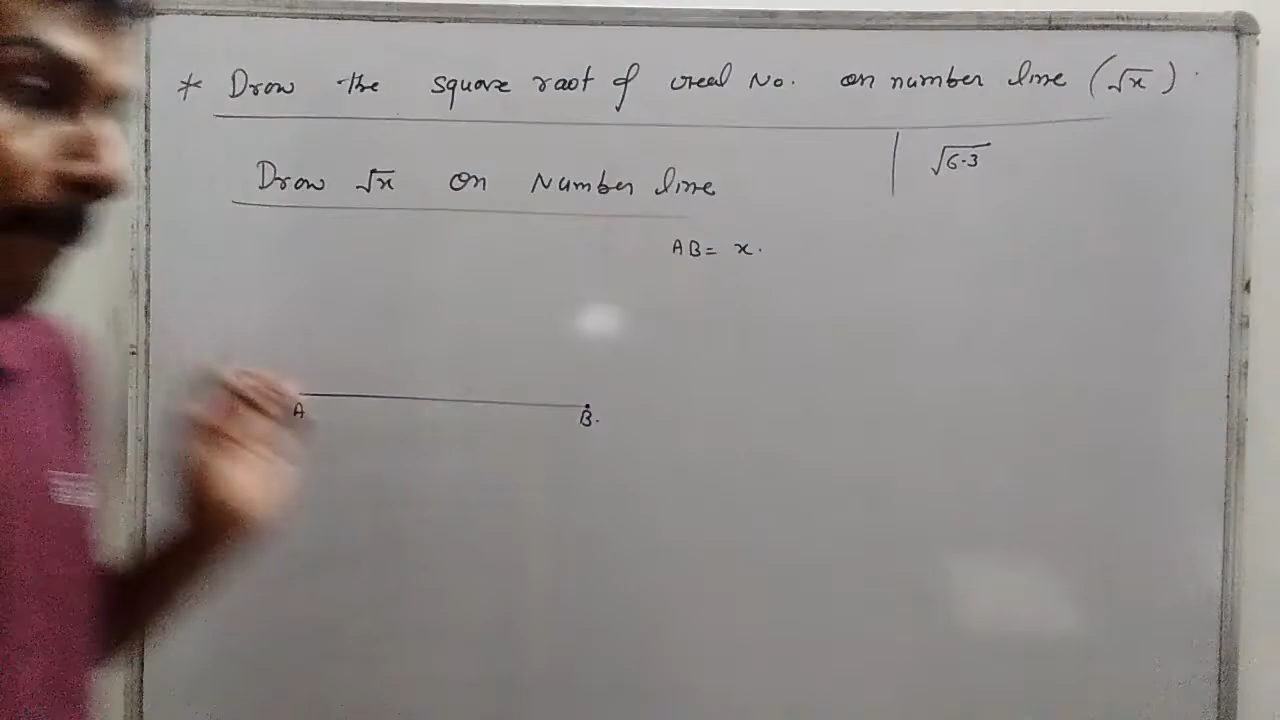 * Draw the square root of real No. on number line (√x).
√6.3
Draw √x on Number line
AB = x.
A B.